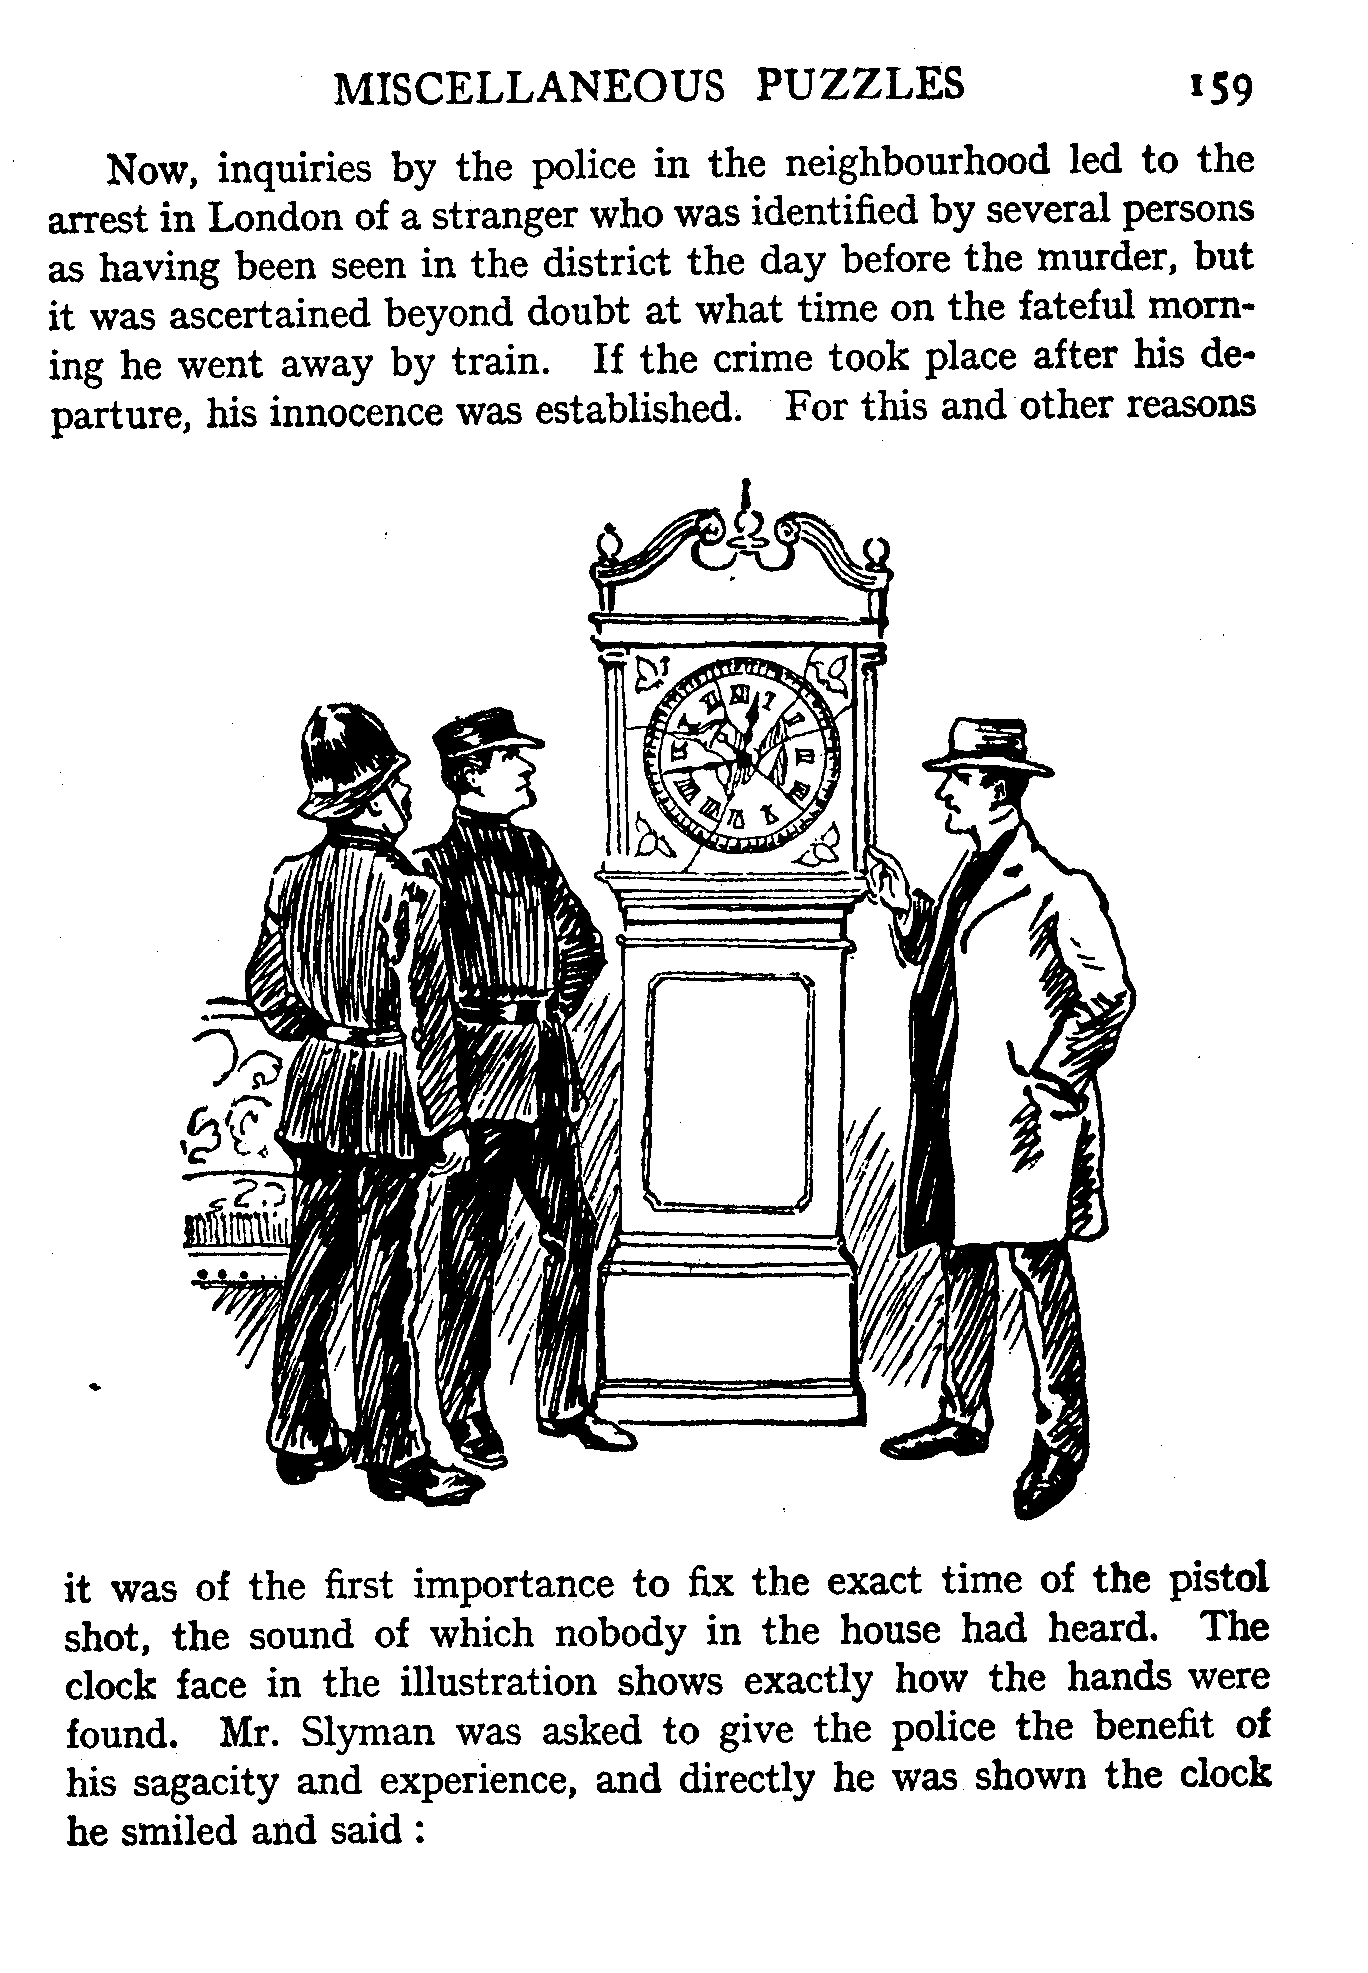 MISCELLANEOUS PUZZLES 159
Now, inquiries by the police in the neighbourhood led to the
arrest in London of a stranger who was identified by several persons
as having been seen in the district the day before the murder, but
it was ascertained beyond doubt at what time on the fateful morn-
ing he went away by train. If the crime took place after his de-
parture, his innocence was established. For this and other reasons
it was of the first importance to fix the exact time of the pistol
shot, the sound of which nobody in the house had heard. The
clock face in the illustration shows exactly how the hands were
found. Mr. Slyman was asked to give the police the benefit of
his sagacity and experience, and directly he was shown the clock
he smiled and said :